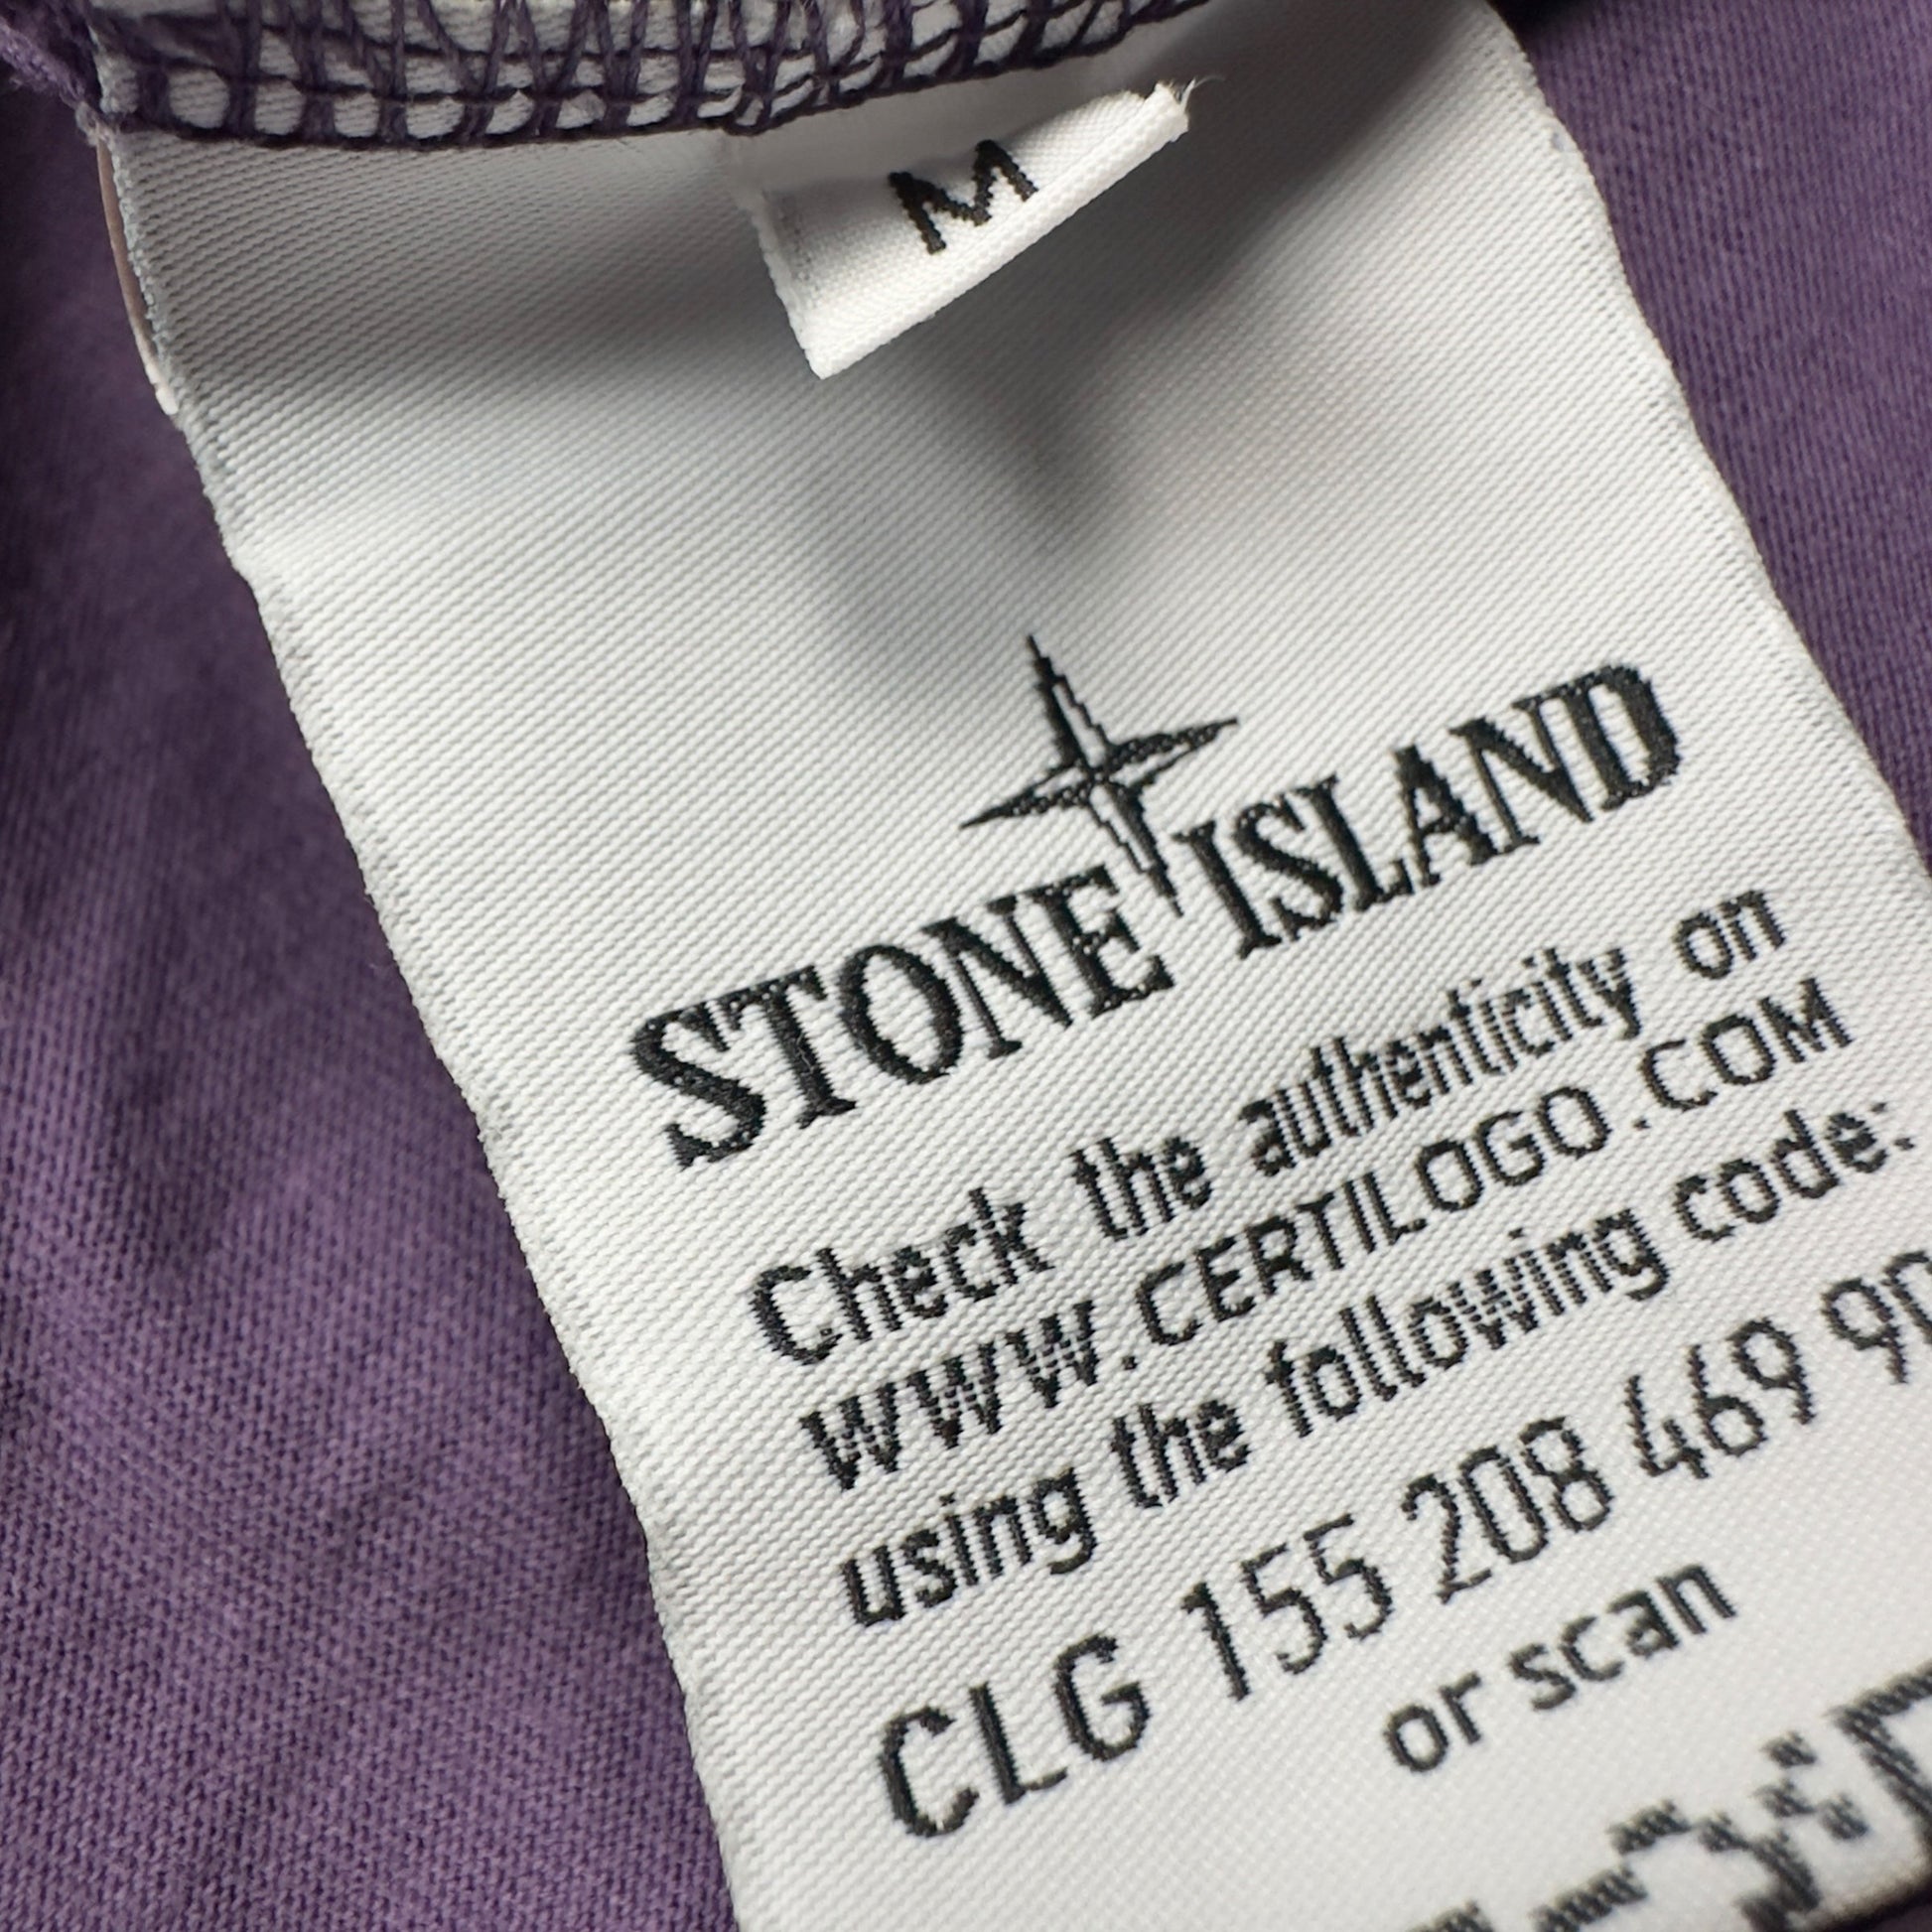 M
STONE ISLAND
Check the authenticity on
WWW.CERTILOGO.COM
using the following code:
CLG 155 208 469
or scan